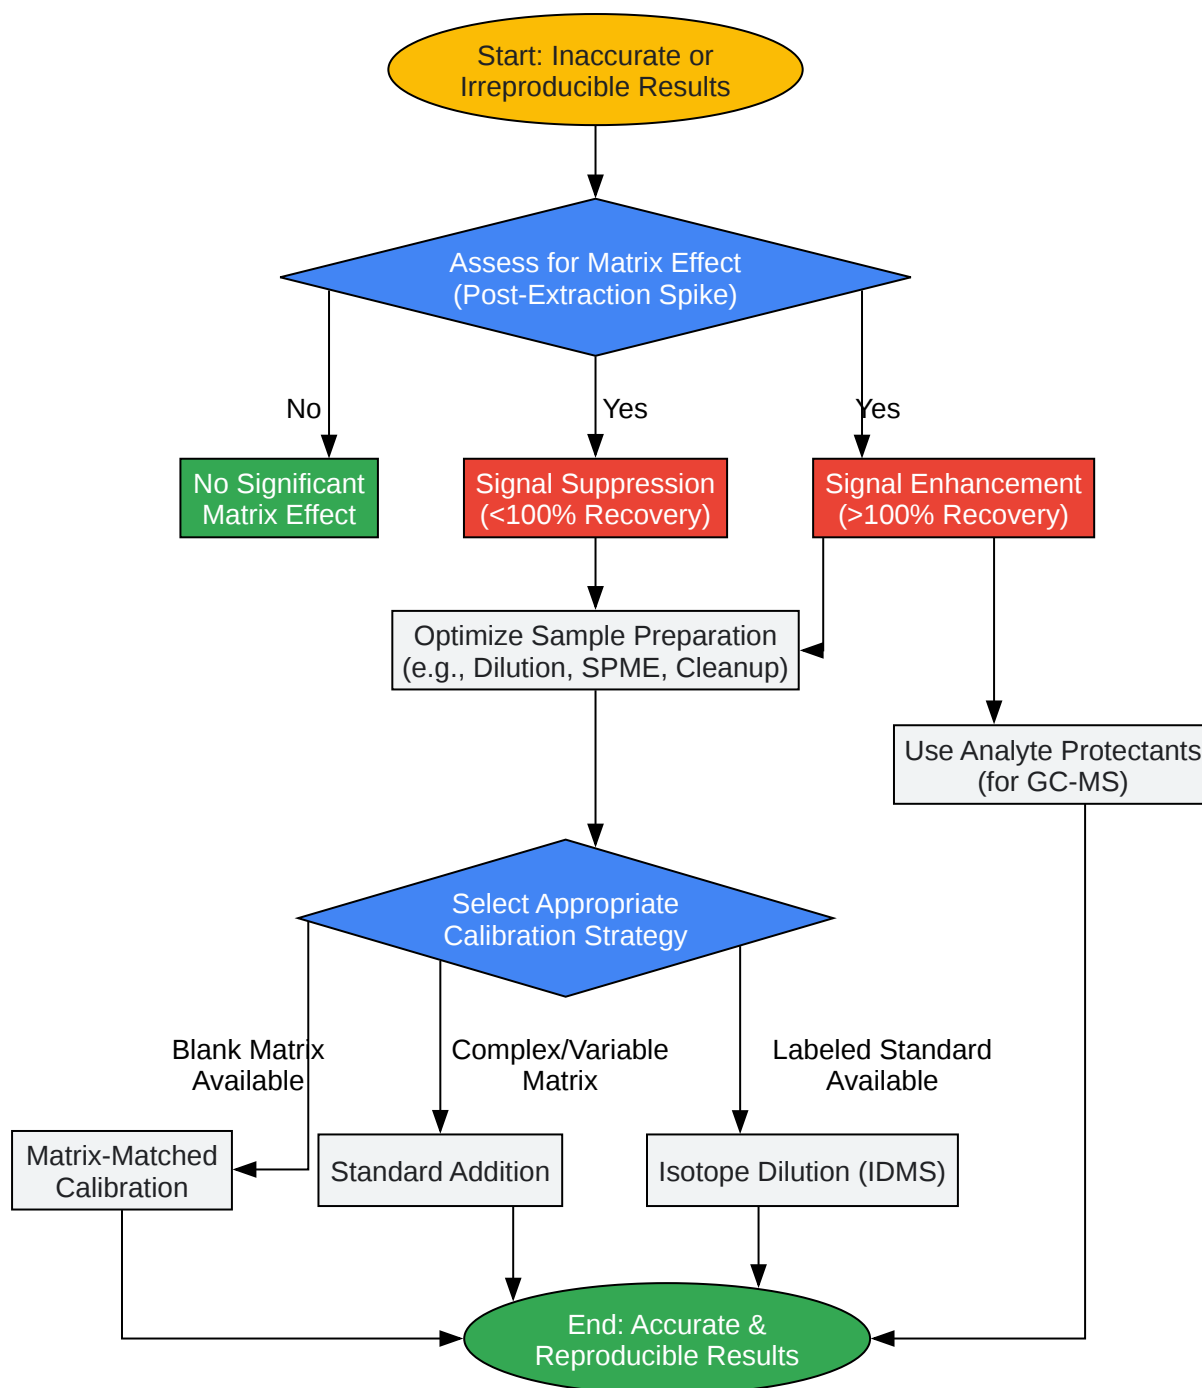 Start: Inaccurate or
Irreproducible Results
Assess for Matrix Effect
(Post-Extraction Spike)
No
Yes
Yes
No Significant
Matrix Effect
Signal Suppression
(<100% Recovery)
Signal Enhancement
(>100% Recovery)
Optimize Sample Preparation
(e.g., Dilution, SPME, Cleanup)
Use Analyte Protectants
(for GC-MS)
Select Appropriate
Calibration Strategy
Blank Matrix
Available
Complex/Variable
Matrix
Labeled Standard
Available
Matrix-Matched
Calibration
Standard Addition
Isotope Dilution (IDMS)
End: Accurate &
Reproducible Results